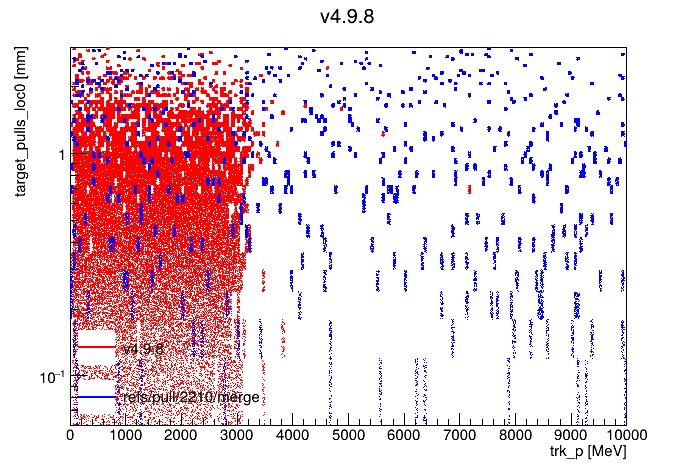 v4.9.8
target_pulls_loc0 [mm]
1
10⁻¹
v4.9.8
refs/pull/2210/merge
0 1000 2000 3000 4000 5000 6000 7000 8000 9000 10000
trk_p [MeV]